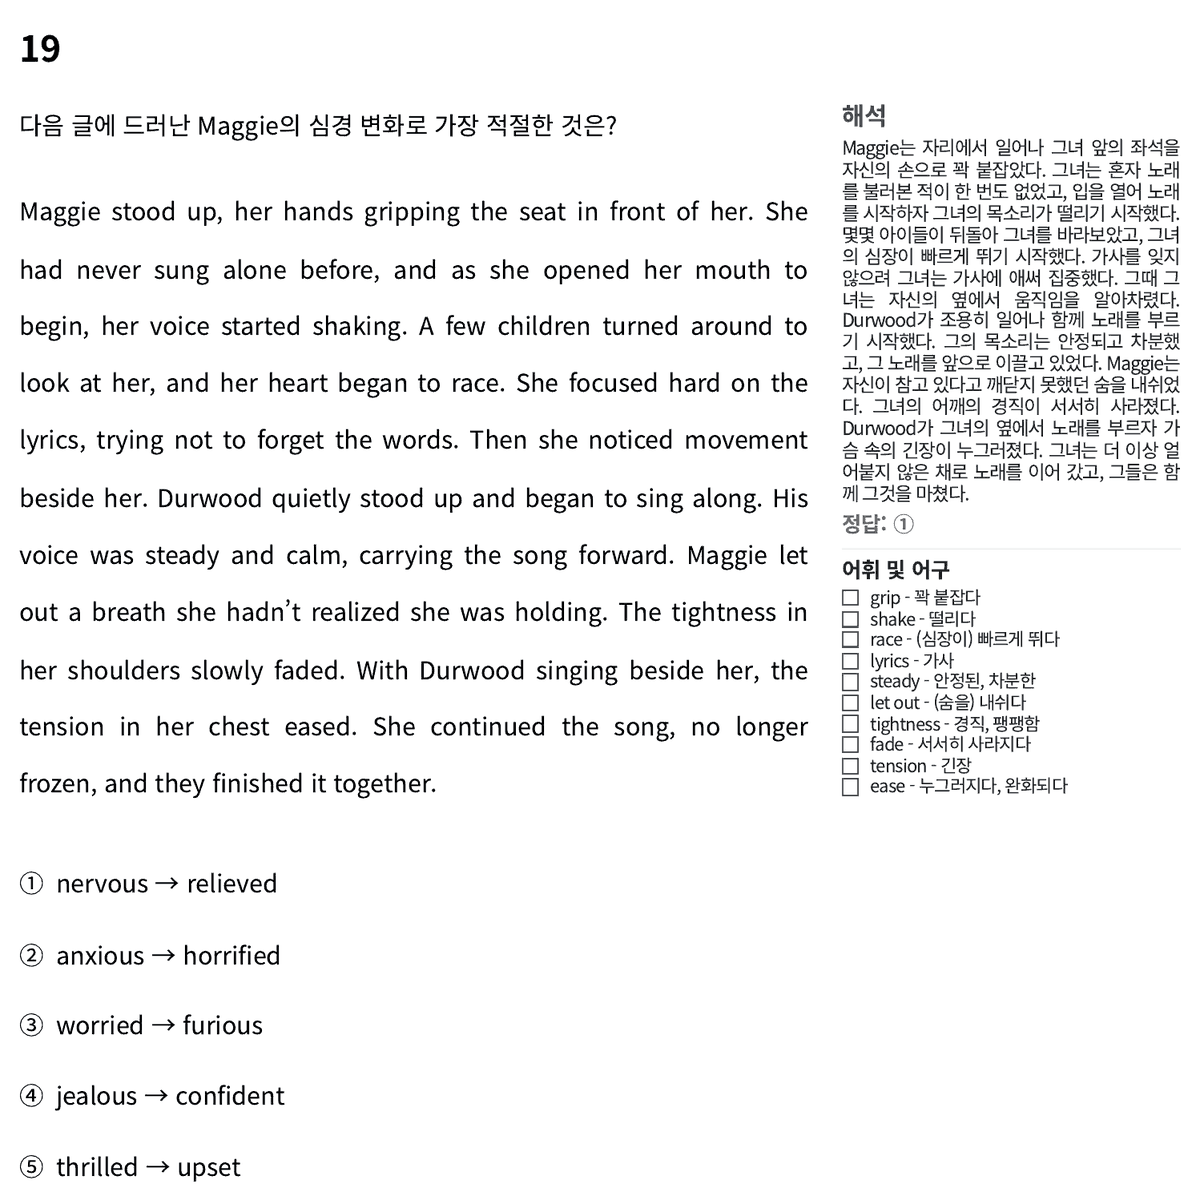 19
다음 글에 드러난 Maggie의 심경 변화로 가장 적절한 것은?
Maggie stood up, her hands gripping the seat in front of her. She
had never sung alone before, and as she opened her mouth to
begin, her voice started shaking. A few children turned around to
look at her, and her heart began to race. She focused hard on the
lyrics, trying not to forget the words. Then she noticed movement
beside her. Durwood quietly stood up and began to sing along. His
voice was steady and calm, carrying the song forward. Maggie let
out a breath she hadn’t realized she was holding. The tightness in
her shoulders slowly faded. With Durwood singing beside her, the
tension in her chest eased. She continued the song, no longer
frozen, and they finished it together.
① nervous → relieved
② anxious → horrified
③ worried → furious
④ jealous → confident
⑤ thrilled → upset
해석
Maggie는 자리에서 일어나 그녀 앞의 좌석을
자신의 손으로 꽉 붙잡았다. 그녀는 혼자 노래
를 불러본 적이 한 번도 없었고, 입을 열어 노래
를 시작하자 그녀의 목소리가 떨리기 시작했다.
몇몇 아이들이 뒤돌아 그녀를 바라보았고, 그녀
의 심장이 빠르게 뛰기 시작했다. 가사를 잊지
않으려 그녀는 가사에 애써 집중했다. 그때 그
녀는 자신의 옆에서 움직임을 알아차렸다.
Durwood가 조용히 일어나 함께 노래를 부르
기 시작했다. 그의 목소리는 안정되고 차분했
고, 그 노래를 앞으로 이끌고 있었다. Maggie는
자신이 참고 있다고 깨닫지 못했던 숨을 내쉬었
다. 그녀의 어깨의 경직이 서서히 사라졌다.
Durwood가 그녀의 옆에서 노래를 부르자 가
슴 속의 긴장이 누그러졌다. 그녀는 더 이상 얼
어붙지 않은 채로 노래를 이어 갔고, 그들은 함
께 그것을 마쳤다.
정답: ①
어휘 및 어구
☐ grip - 꽉 붙잡다
☐ shake - 떨리다
☐ race - (심장이) 빠르게 뛰다
☐ lyrics - 가사
☐ steady - 안정된, 차분한
☐ let out - (숨을) 내쉬다
☐ tightness - 경직, 팽팽함
☐ fade - 서서히 사라지다
☐ tension - 긴장
☐ ease - 누그러지다, 완화되다